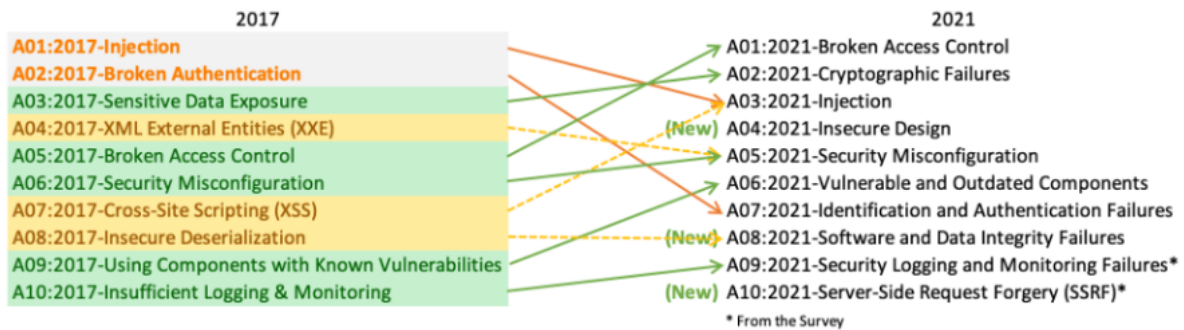 2017
2021
A01:2017-Injection
A01:2021-Broken Access Control
A02:2017-Broken Authentication
A02:2021-Cryptographic Failures
A03:2017-Sensitive Data Exposure
A03:2021-Injection
A04:2017-XML External Entities (XXE)
(New) A04:2021-Insecure Design
A05:2017-Broken Access Control
A05:2021-Security Misconfiguration
A06:2017-Security Misconfiguration
A06:2021-Vulnerable and Outdated Components
A07:2017-Cross-Site Scripting (XSS)
A07:2021-Identification and Authentication Failures
A08:2017-Insecure Deserialization
(New) A08:2021-Software and Data Integrity Failures
A09:2017-Using Components with Known Vulnerabilities
A09:2021-Security Logging and Monitoring Failures*
A10:2017-Insufficient Logging & Monitoring
(New) A10:2021-Server-Side Request Forgery (SSRF)*
* From the Survey